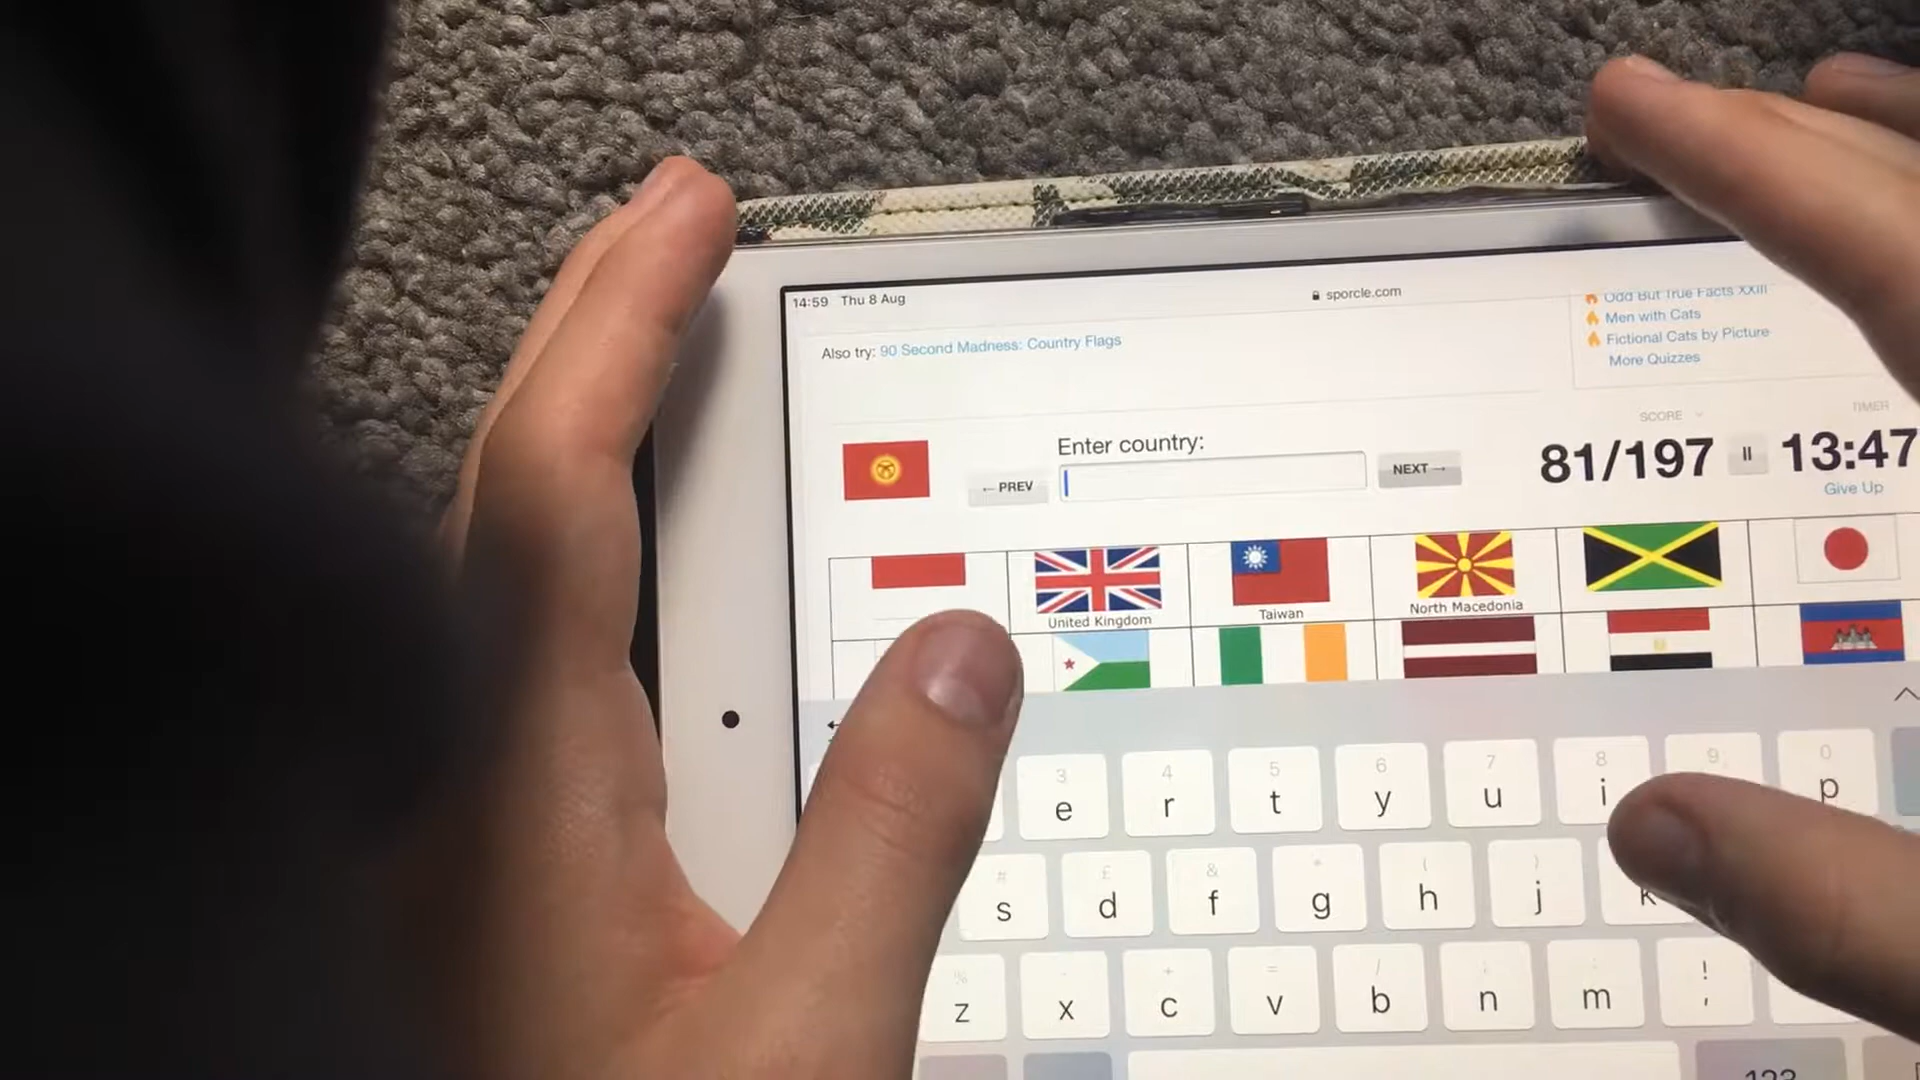 14:59 Thu 8 Aug
sporcle.com
Odd But True Facts XXIII
Men with Cats
Fictional Cats by Picture
More Quizzes
Also try: 90 Second Madness: Country Flags
SCORE
TIMER
Enter country:
← PREV
NEXT →
81/197
13:47
Give Up
United Kingdom
Taiwan
North Macedonia
3 4 5 6 7 8 9 0
e r t y u i p
# £ & * ( )
s d f g h j k
% - + = / ; : !
z x c v b n m ,
123